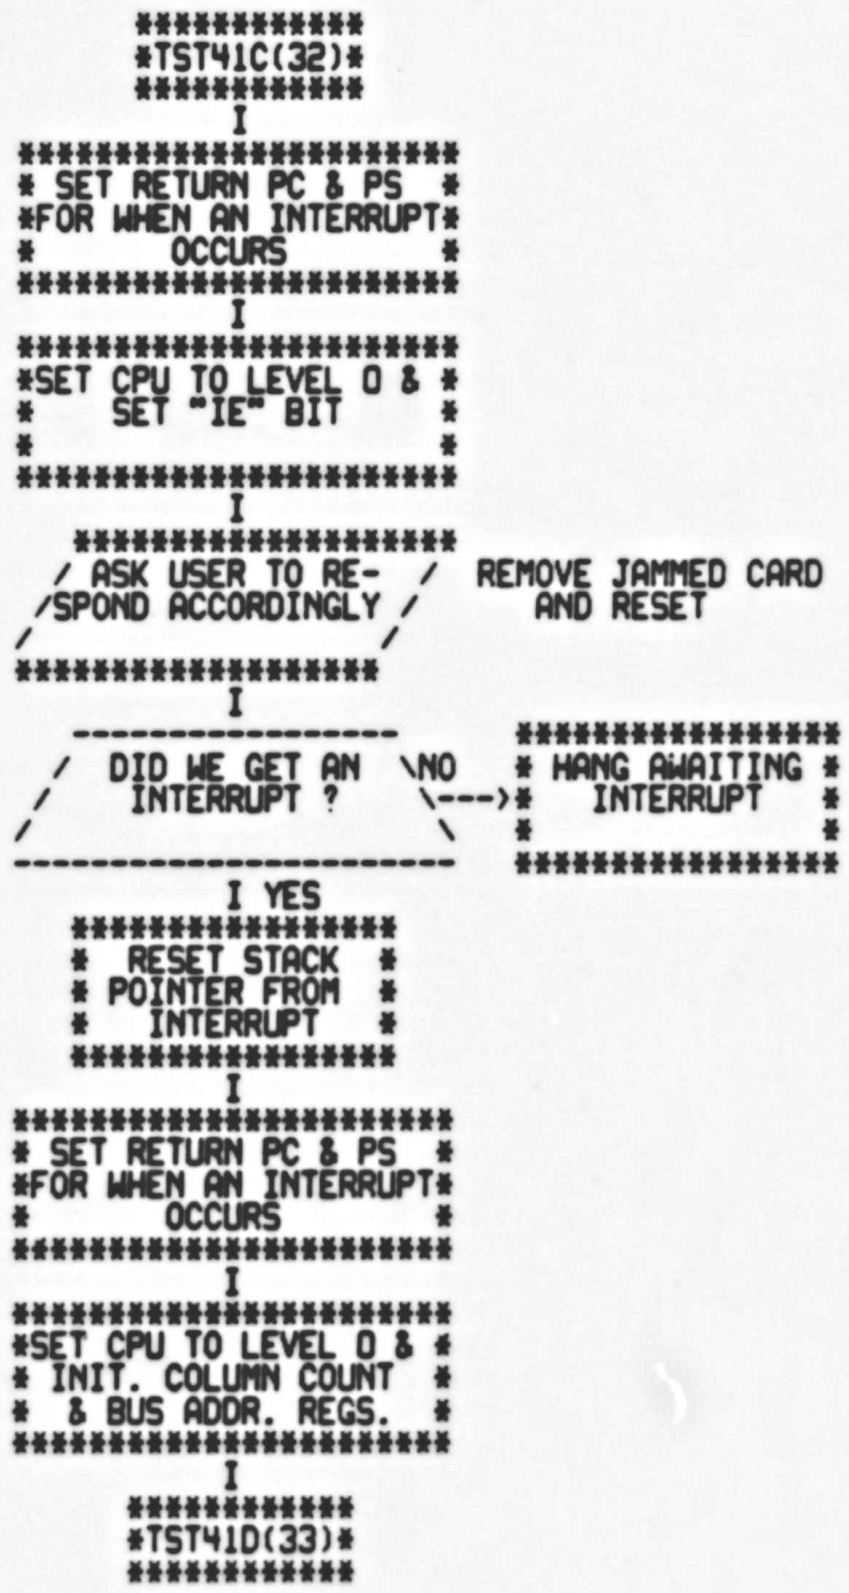 ************
*TST41C(32)*
************
I
***********************
* SET RETURN PC & PS  *
*FOR WHEN AN INTERRUPT*
*       OCCURS        *
***********************
I
***********************
*SET CPU TO LEVEL 0 & *
*    SET "IE" BIT     *
*                     *
***********************
I
********************
/ ASK USER TO RE-  /  REMOVE JAMMED CARD
/SPOND ACCORDINGLY /  AND RESET
/                  /
*******************
I
-----------------  *****************
/  DID WE GET AN  \NO  * HANG AWAITING *
/    INTERRUPT ?    \--->*   INTERRUPT   *
/                     \   *               *
-----------------------   *****************
I YES
*****************
*  RESET STACK  *
* POINTER FROM  *
*   INTERRUPT   *
*****************
I
***********************
* SET RETURN PC & PS  *
*FOR WHEN AN INTERRUPT*
*       OCCURS        *
***********************
I
***********************
*SET CPU TO LEVEL 0 & *
* INIT. COLUMN COUNT  *
*  & BUS ADDR. REGS.  *
***********************
I
************
*TST41D(33)*
************